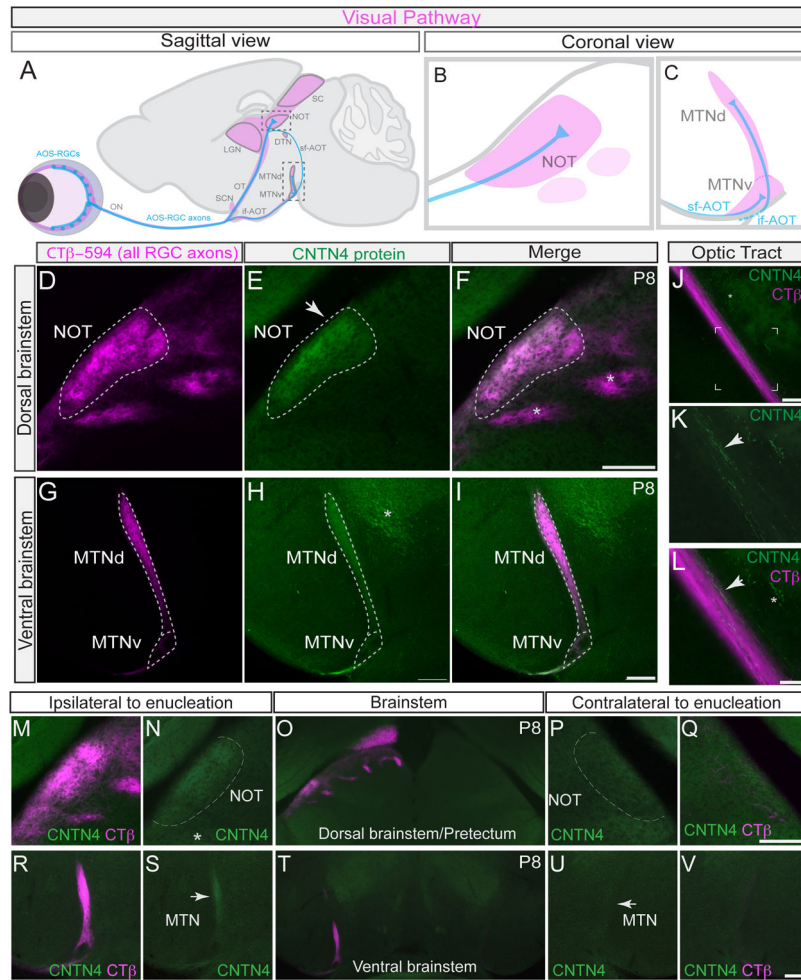 Visual Pathway
Sagittal view
Coronal view
A
SC
NOT
LGN
DTN
sf-AOT
AOS-RGCs
OT
MTNd
MTNv
SCN
ON
if-AOT
AOS-RGC axons
B
NOT
C
MTNd
MTNv
sf-AOT
if-AOT
CTβ–594 (all RGC axons)
CNTN4 protein
Merge
Optic Tract
Dorsal brainstem
D
NOT
E
NOT
F
P8
*
*
J
CNTN4
CTβ
*
K
CNTN4
L
CNTN4
CTβ
*
Ventral brainstem
G
MTNd
MTNv
H
*
MTNd
MTNv
I
P8
MTNd
MTNv
Ipsilateral to enucleation
Brainstem
Contralateral to enucleation
M
CNTN4 CTβ
N
NOT
*
CNTN4
O
P8
Dorsal brainstem/Pretectum
P
NOT
CNTN4
Q
CNTN4 CTβ
R
CNTN4 CTβ
S
MTN
CNTN4
T
P8
Ventral brainstem
U
MTN
CNTN4
V
CNTN4 CTβ